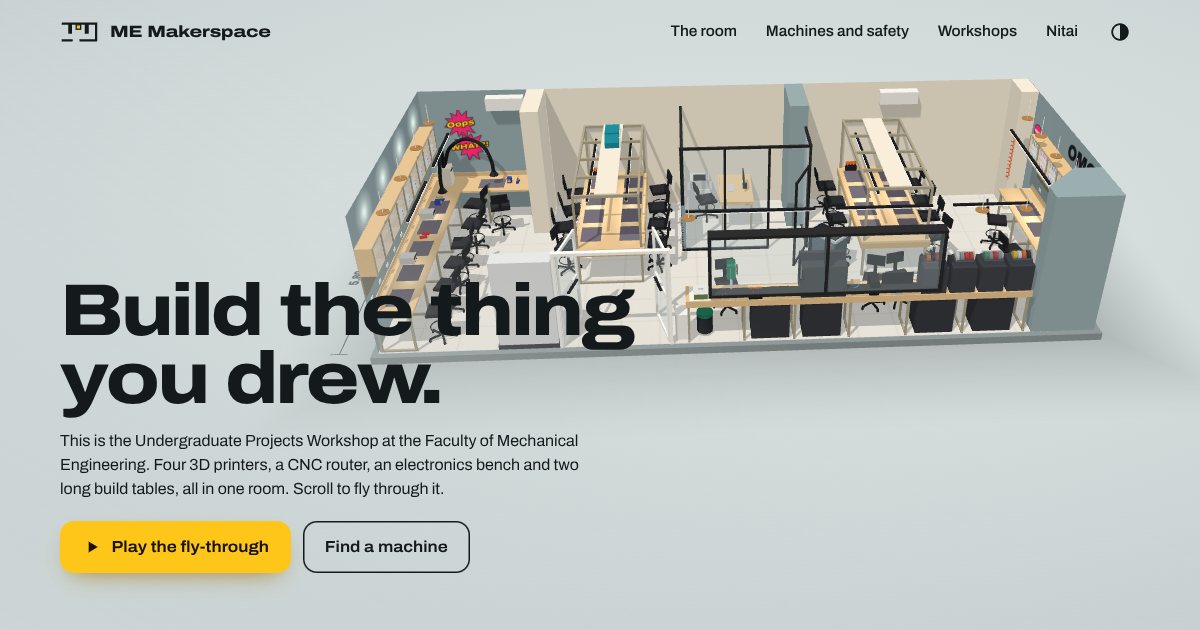 ME Makerspace
The room
Machines and safety
Workshops
Nitai
Oops
WHAT?!
Build the thing
you drew.
This is the Undergraduate Projects Workshop at the Faculty of Mechanical
Engineering. Four 3D printers, a CNC router, an electronics bench and two
long build tables, all in one room. Scroll to fly through it.
Play the fly-through
Find a machine